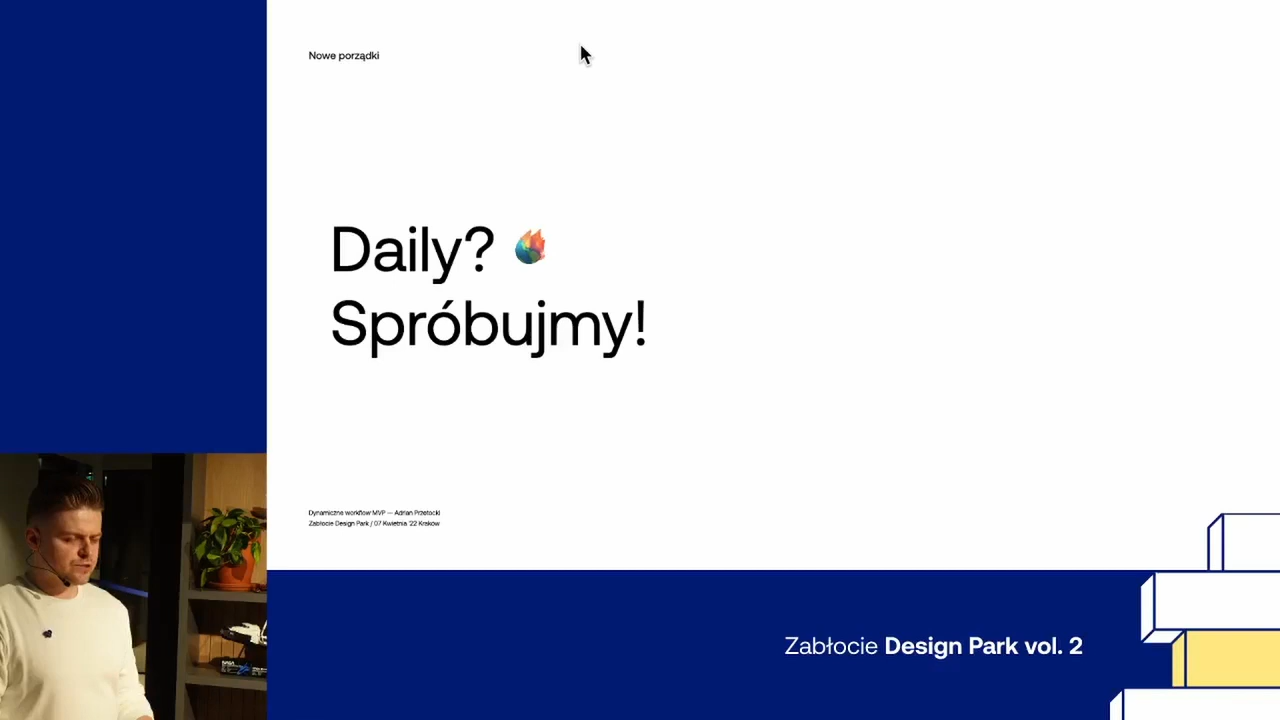 Nowe porządki
Daily?
Spróbujmy!
Dynamiczne workflow MVP — Adrian Przetocki
Zabłocie Design Park / 07 Kwietnia '22 Kraków
Zabłocie Design Park vol. 2